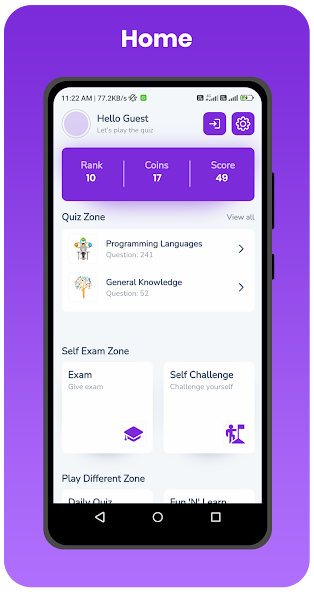 Home
11:22 AM | 77.2KB/s
Hello Guest
Let's play the quiz
Rank Coins Score
10 17 49
Quiz Zone View all
Programming Languages
Question: 241
General Knowledge
Question: 52
Self Exam Zone
Exam Self Challenge
Give exam Challenge yourself
Play Different Zone
Daily Quiz Fun 'N' Learn